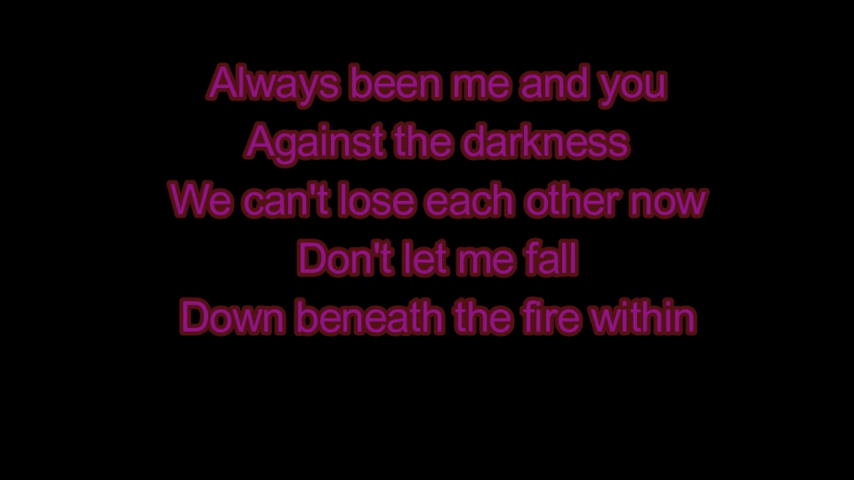 Always been me and you
Against the darkness
We can't lose each other now
Don't let me fall
Down beneath the fire within